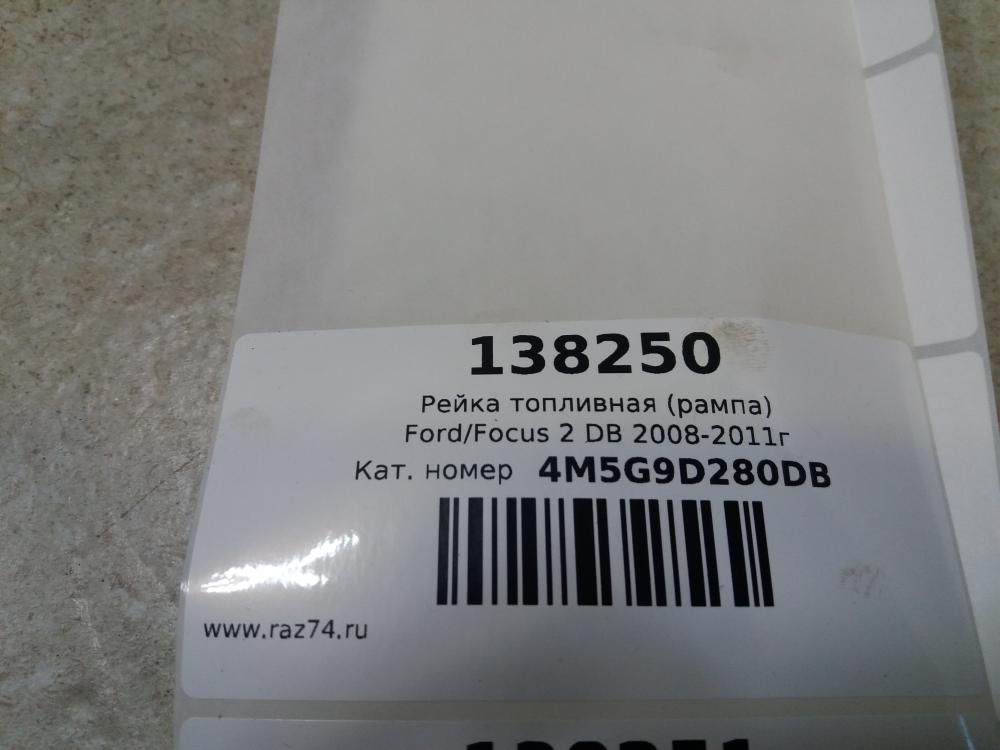 138250
Рейка топливная (рампа)
Ford/Focus 2 DB 2008-2011г
Кат. номер 4M5G9D280DB
www.raz74.ru